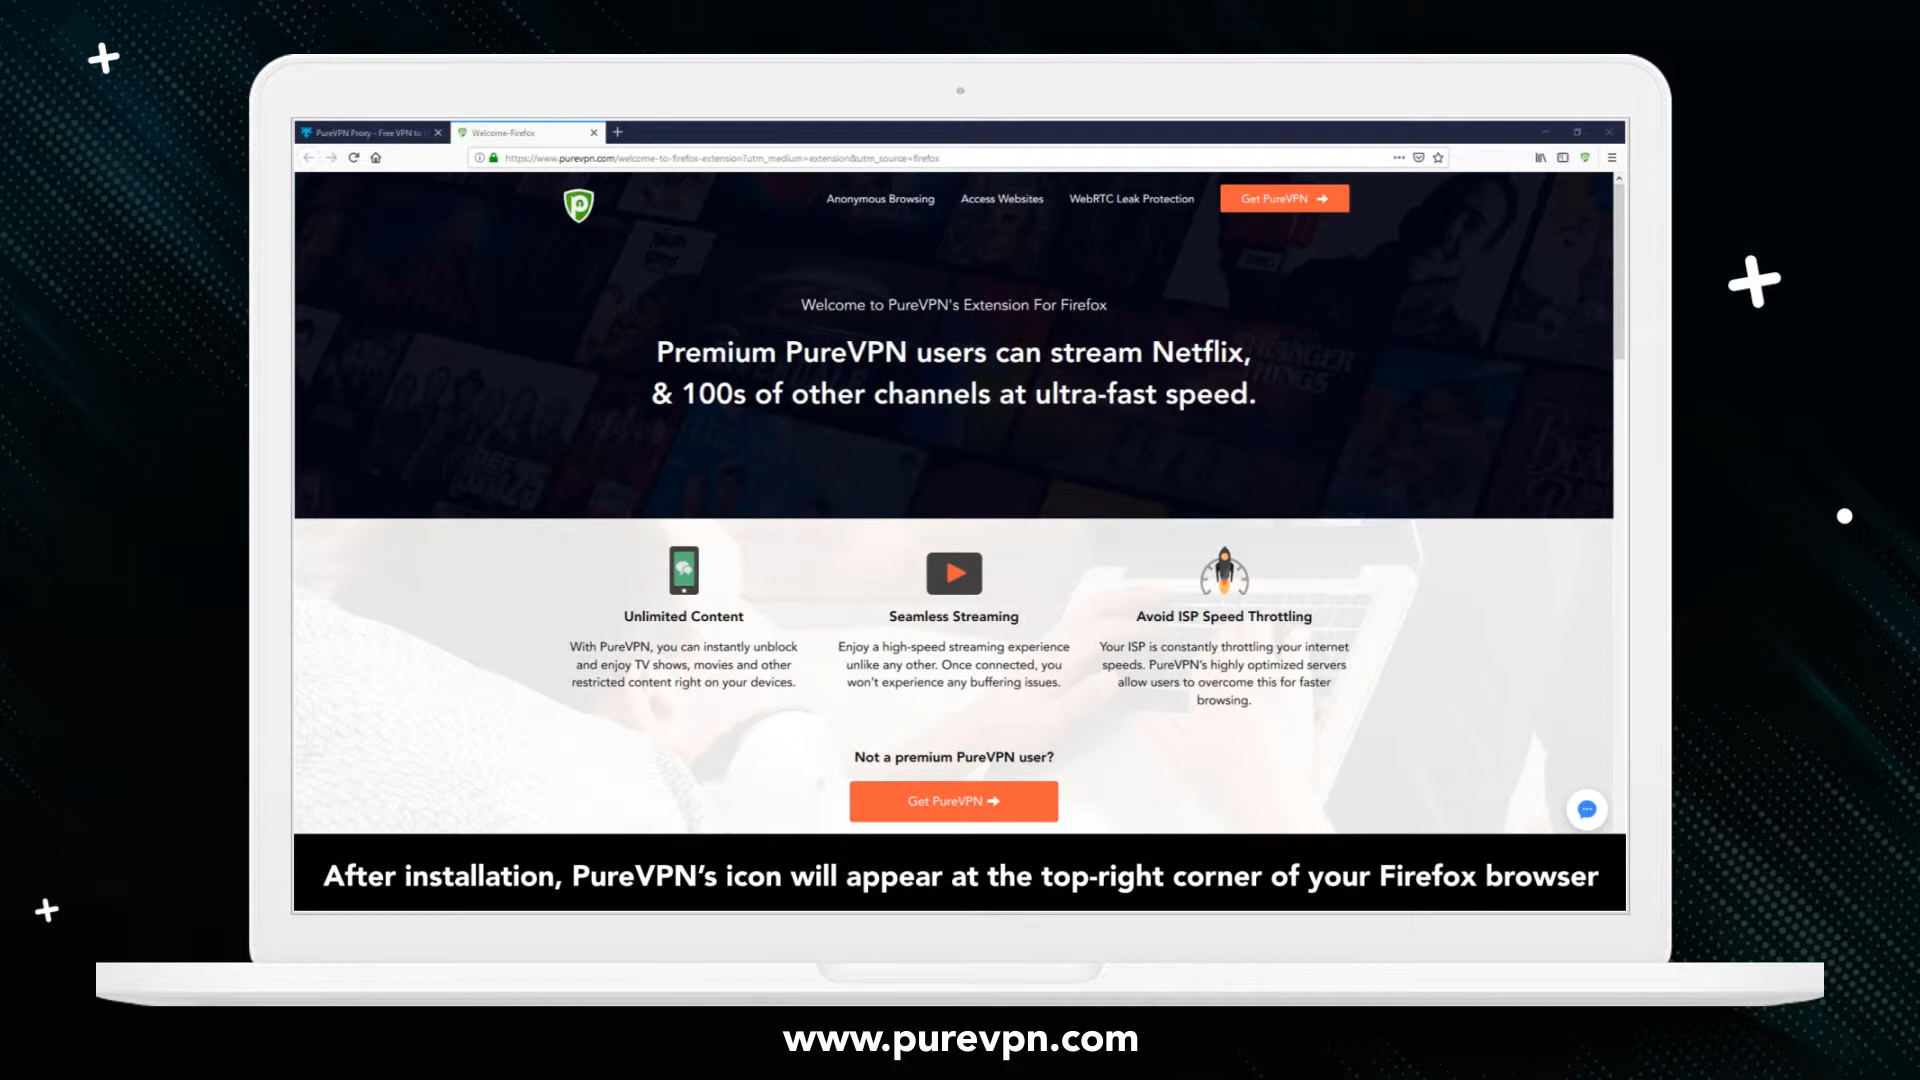 PureVPN Proxy - Free VPN to
Welcome-Firefox
https://www.purevpn.com/welcome-to-firefox-extension?utm_medium=extension&utm_source=firefox
Anonymous Browsing
Access Websites
WebRTC Leak Protection
Get PureVPN
Welcome to PureVPN's Extension For Firefox
Premium PureVPN users can stream Netflix,
& 100s of other channels at ultra-fast speed.
STRANGER
THINGS
Unlimited Content
With PureVPN, you can instantly unblock
and enjoy TV shows, movies and other
restricted content right on your devices.
Seamless Streaming
Enjoy a high-speed streaming experience
unlike any other. Once connected, you
won't experience any buffering issues.
Avoid ISP Speed Throttling
Your ISP is constantly throttling your internet
speeds. PureVPN's highly optimized servers
allow users to overcome this for faster
browsing.
Not a premium PureVPN user?
Get PureVPN
After installation, PureVPN's icon will appear at the top-right corner of your Firefox browser
www.purevpn.com